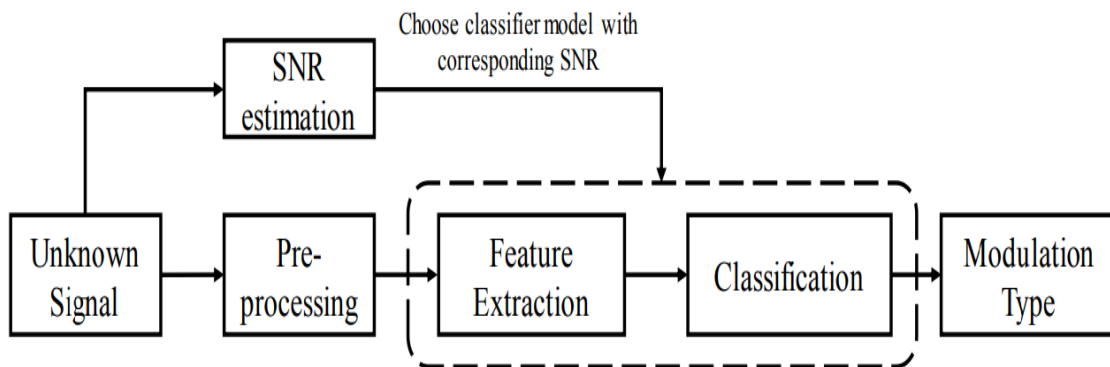 Choose classifier model with
corresponding SNR
SNR
estimation
Unknown
Signal
Pre-
processing
Feature
Extraction
Classification
Modulation
Type